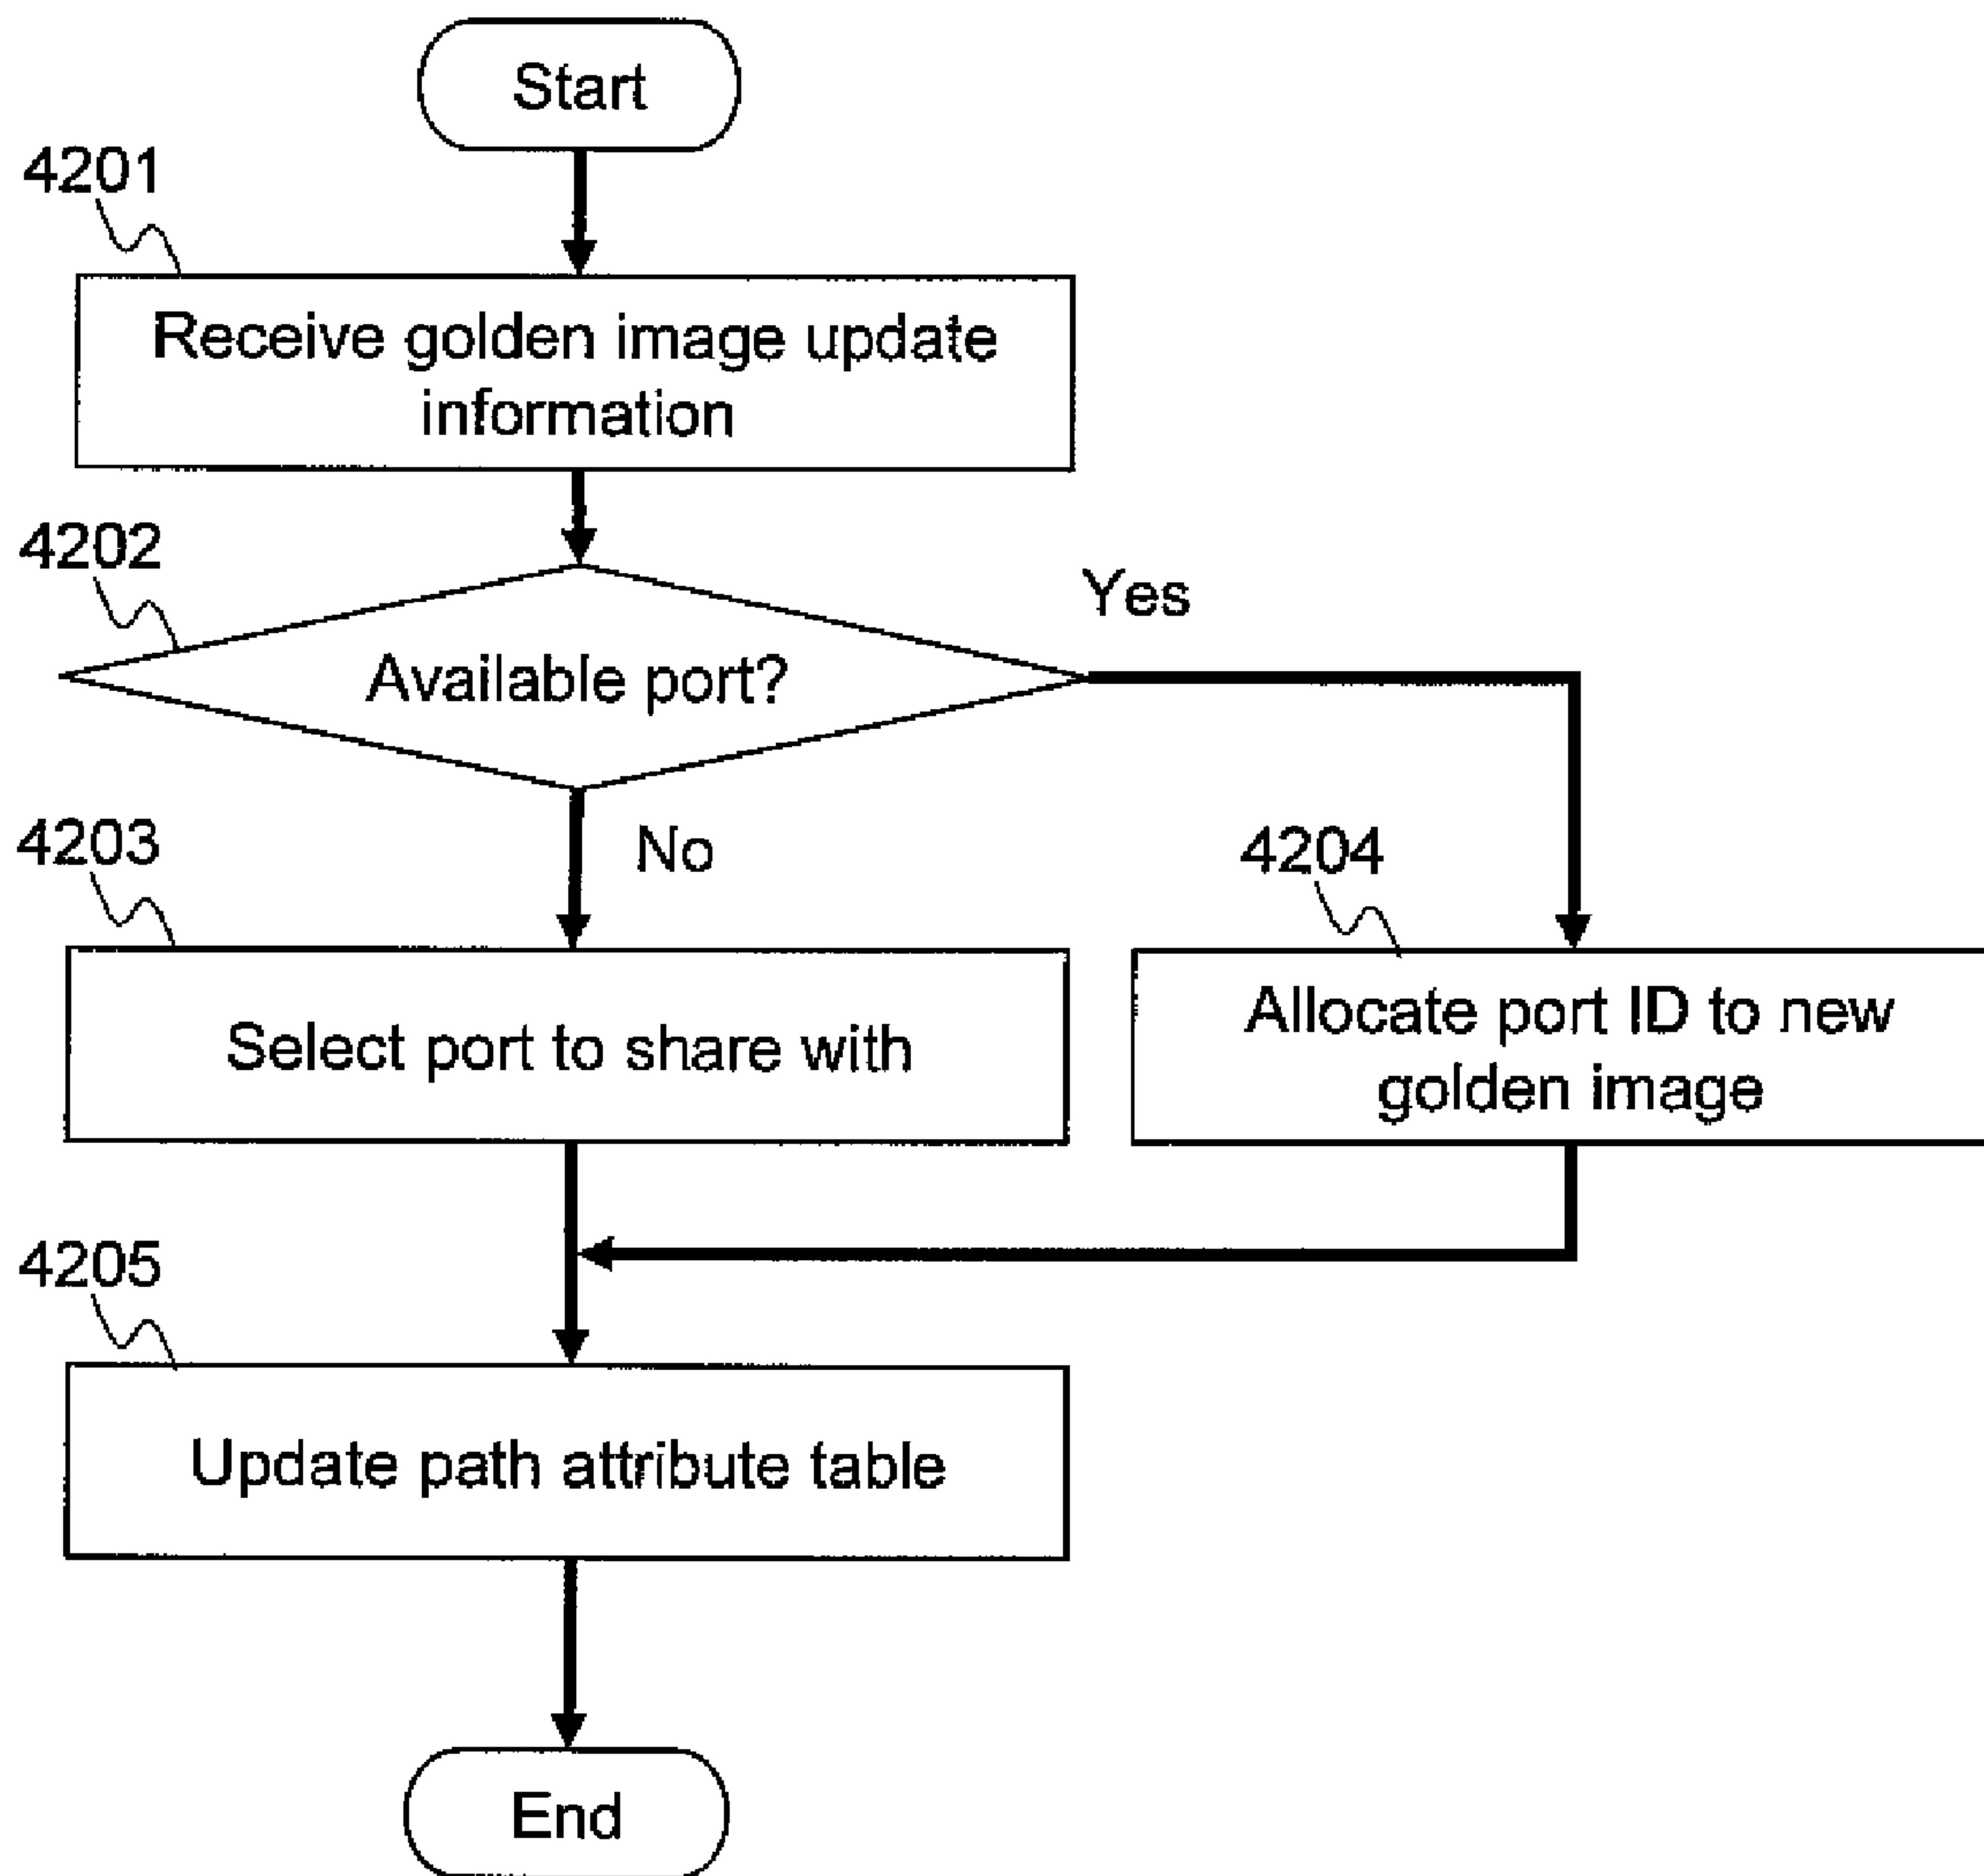 Start
4201
Receive golden image update
information
4202
Yes
Available port?
4203
No
4204
Select port to share with
Allocate port ID to new
golden image
4205
Update path attribute table
End